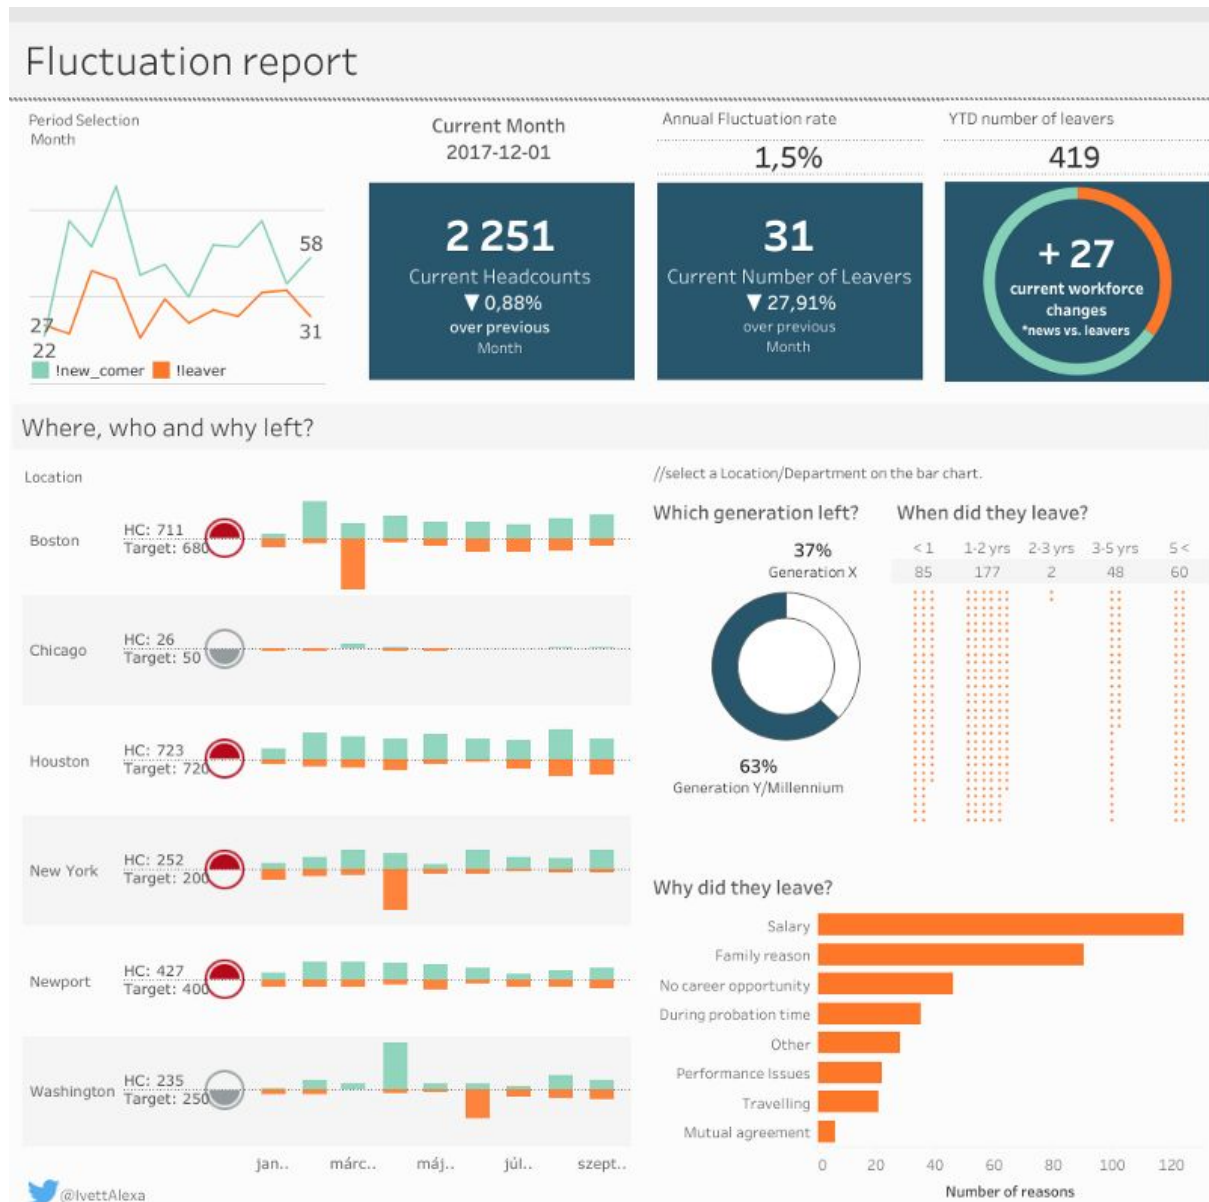 Fluctuation report
Period Selection
Month
58
27
31
22
!new_comer !leaver
Current Month
2017-12-01
2 251
Current Headcounts
▼ 0,88%
over previous
Month
Annual Fluctuation rate
1,5%
31
Current Number of Leavers
▼ 27,91%
over previous
Month
YTD number of leavers
419
+ 27
current workforce
changes
*news vs. leavers
Where, who and why left?
Location
Boston
HC: 711
Target: 680
Chicago
HC: 26
Target: 50
Houston
HC: 723
Target: 720
New York
HC: 252
Target: 200
Newport
HC: 427
Target: 400
Washington
HC: 235
Target: 250
jan.. márc.. máj.. júl.. szept..
@IvettAlexa
//select a Location/Department on the bar chart.
Which generation left?
37%
Generation X
63%
Generation Y/Millennium
When did they leave?
< 1 1-2 yrs 2-3 yrs 3-5 yrs 5 <
85 177 2 48 60
Why did they leave?
Salary
Family reason
No career opportunity
During probation time
Other
Performance Issues
Travelling
Mutual agreement
0 20 40 60 80 100 120
Number of reasons